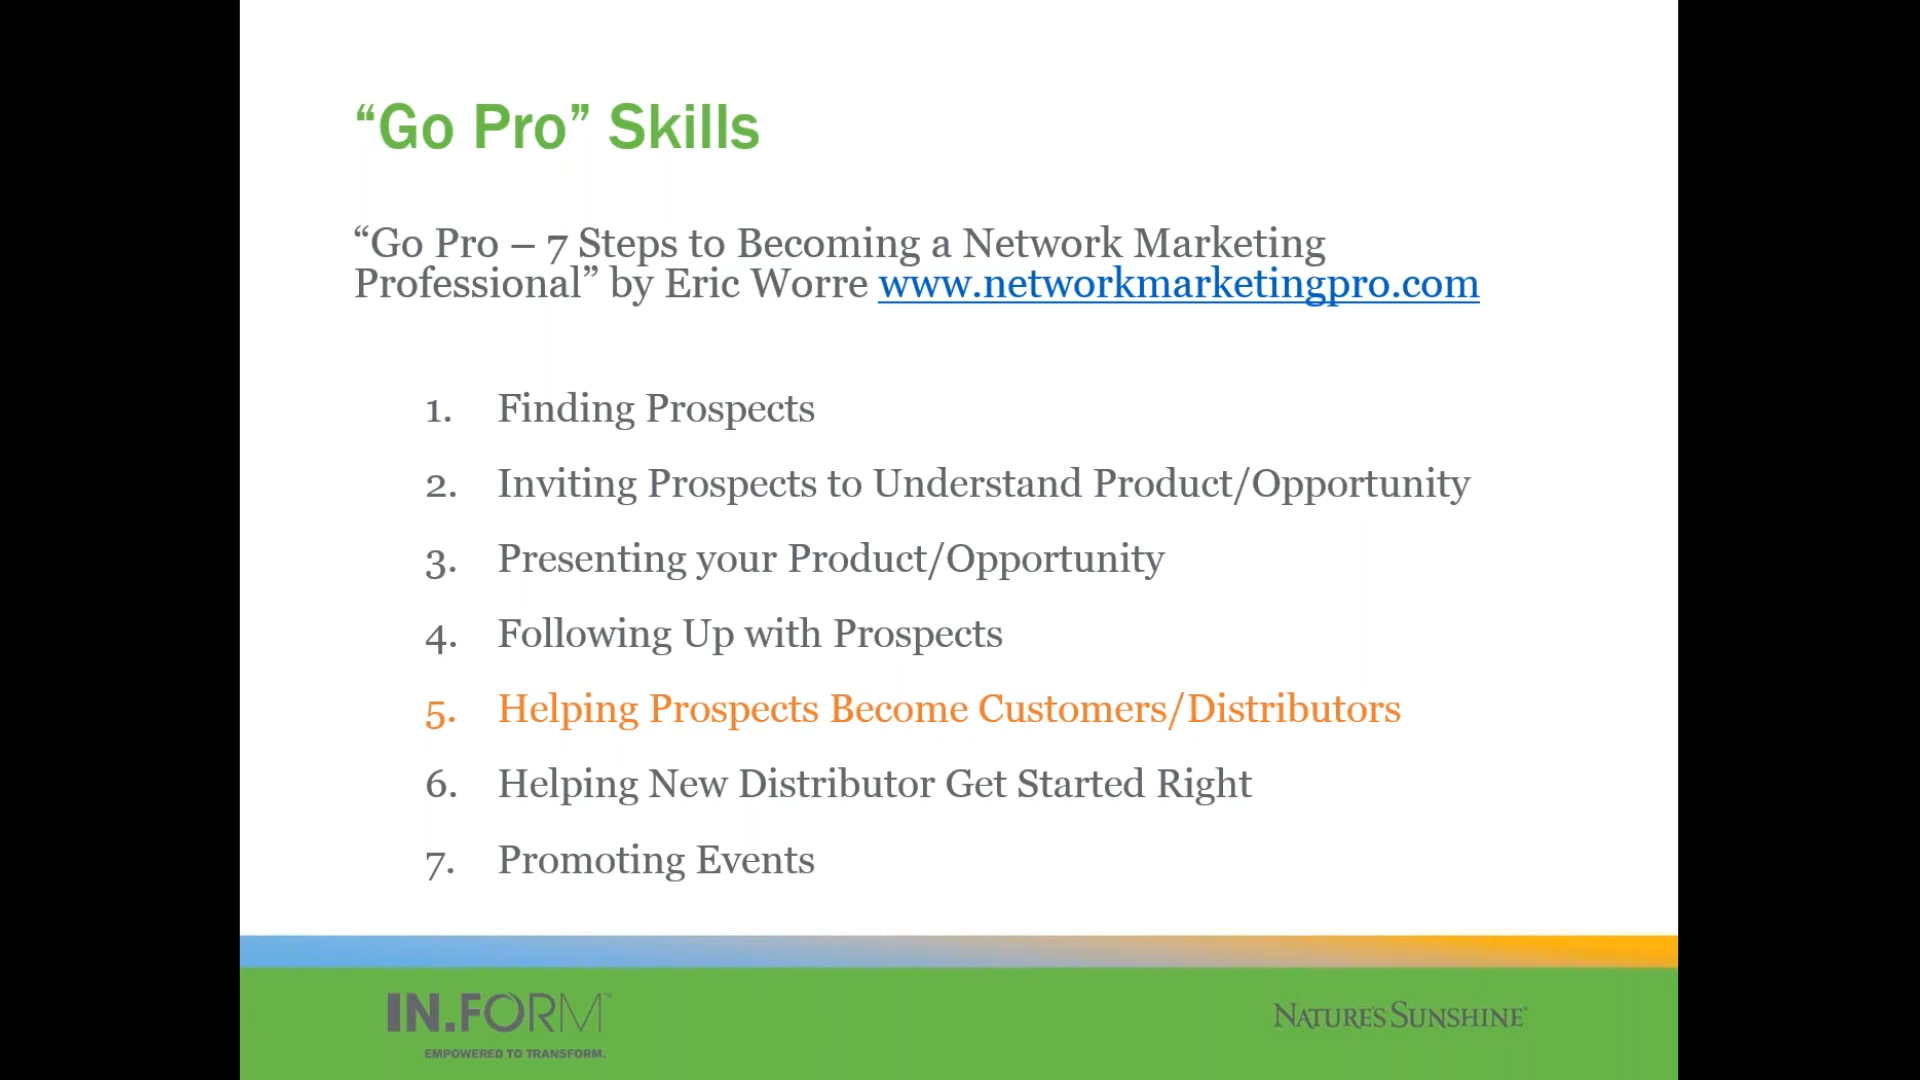 “Go Pro” Skills
“Go Pro – 7 Steps to Becoming a Network Marketing
Professional” by Eric Worre www.networkmarketingpro.com
1. Finding Prospects
2. Inviting Prospects to Understand Product/Opportunity
3. Presenting your Product/Opportunity
4. Following Up with Prospects
5. Helping Prospects Become Customers/Distributors
6. Helping New Distributor Get Started Right
7. Promoting Events
IN.FORM™
EMPOWERED TO TRANSFORM.
NATURE'S SUNSHINE®